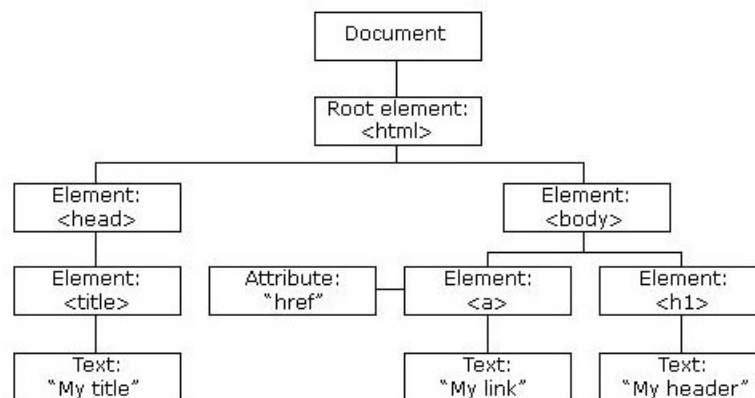 Document
Root element:
<html>
Element:
<head>
Element:
<body>
Element:
<title>
Attribute:
“href”
Element:
<a>
Element:
<h1>
Text:
“My title”
Text:
“My link”
Text:
“My header”